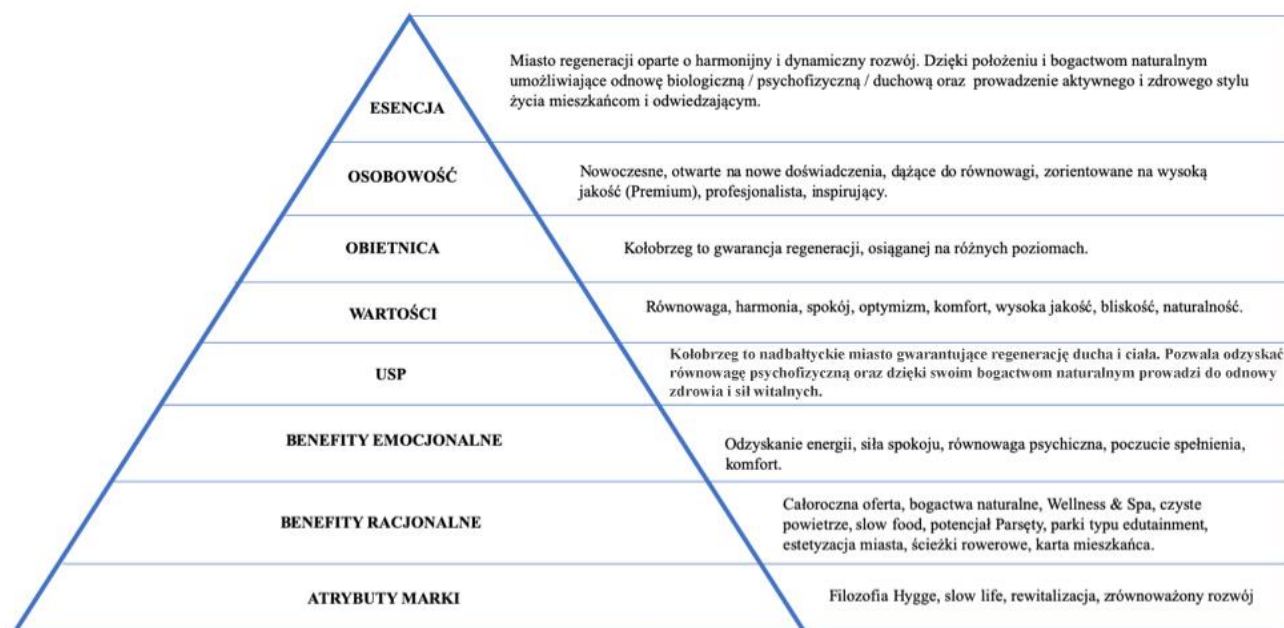 Miasto regeneracji oparte o harmonijny i dynamiczny rozwój. Dzięki położeniu i bogactwom naturalnym
umożliwiające odnowę biologiczną / psychofizyczną / duchową oraz prowadzenie aktywnego i zdrowego stylu
życia mieszkańcom i odwiedzającym.
ESENCJA
OSOBOWOŚĆ
Nowoczesne, otwarte na nowe doświadczenia, dążące do równowagi, zorientowane na wysoką
jakość (Premium), profesjonalista, inspirujący.
OBIETNICA
Kołobrzeg to gwarancja regeneracji, osiąganej na różnych poziomach.
WARTOŚCI
Równowaga, harmonia, spokój, optymizm, komfort, wysoka jakość, bliskość, naturalność.
USP
Kołobrzeg to nadbałtyckie miasto gwarantujące regenerację ducha i ciała. Pozwala odzyskać
równowagę psychofizyczną oraz dzięki swoim bogactwom naturalnym prowadzi do odnowy
zdrowia i sił witalnych.
BENEFITY EMOCJONALNE
Odzyskanie energii, siła spokoju, równowaga psychiczna, poczucie spełnienia,
komfort.
BENEFITY RACJONALNE
Całoroczna oferta, bogactwa naturalne, Wellness & Spa, czyste
powietrze, slow food, potencjał Parsęty, parki typu edutainment,
estetyzacja miasta, ścieżki rowerowe, karta mieszkańca.
ATRYBUTY MARKI
Filozofia Hygge, slow life, rewitalizacja, zrównoważony rozwój